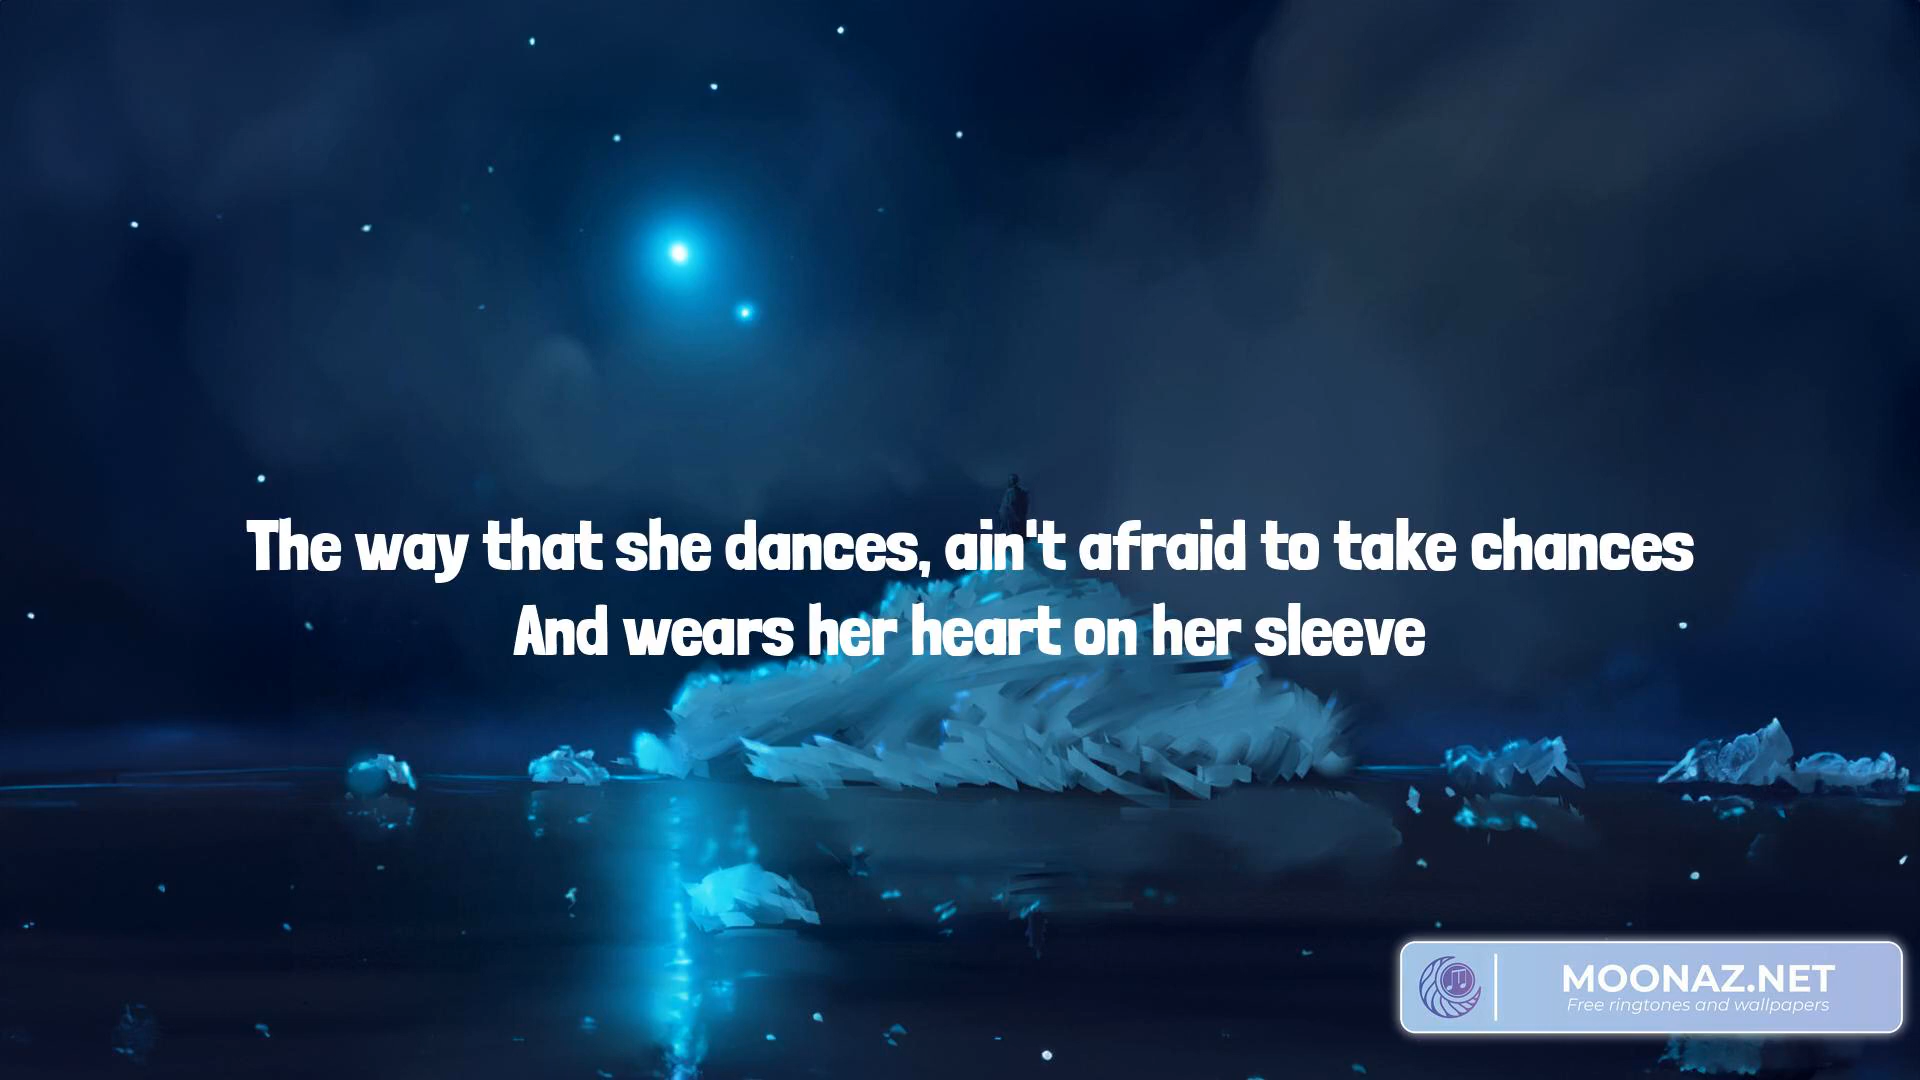 The way that she dances, ain't afraid to take chances
And wears her heart on her sleeve
MOONAZ.NET
Free ringtones and wallpapers